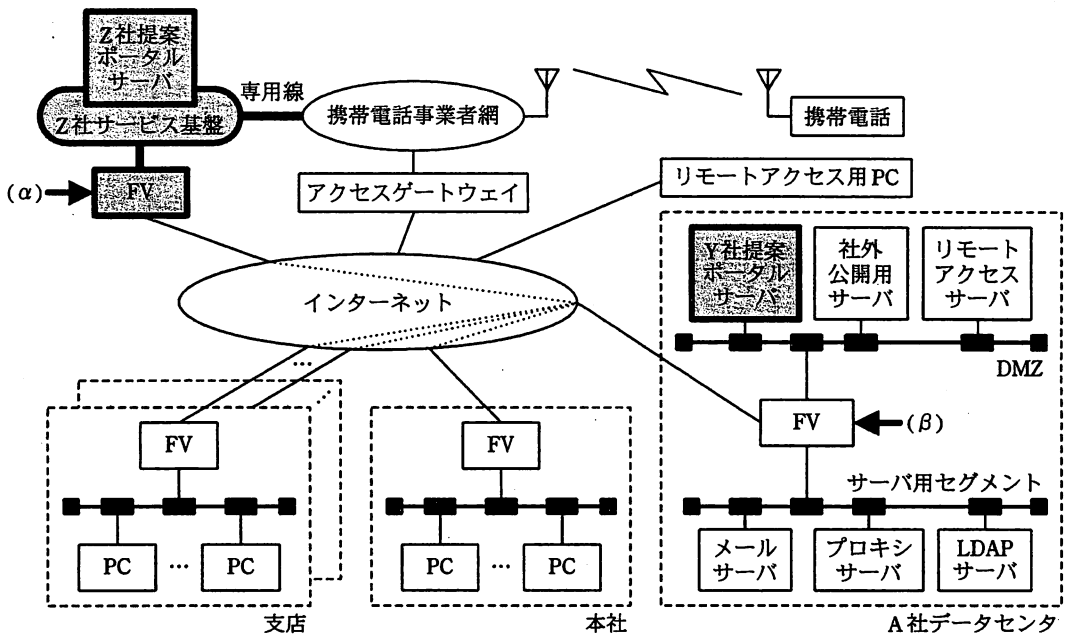 Z社提案
ポータル
サーバ
Z社サービス基盤
専用線
携帯電話事業者網
携帯電話
(α)
FV
アクセスゲートウェイ
リモートアクセス用PC
インターネット
Y社提案
ポータル
サーバ
社外
公開用
サーバ
リモート
アクセス
サーバ
DMZ
FV
(β)
サーバ用セグメント
メール
サーバ
プロキシ
サーバ
LDAP
サーバ
A社データセンタ
…
…
FV
PC
…
PC
支店
FV
PC
…
PC
本社